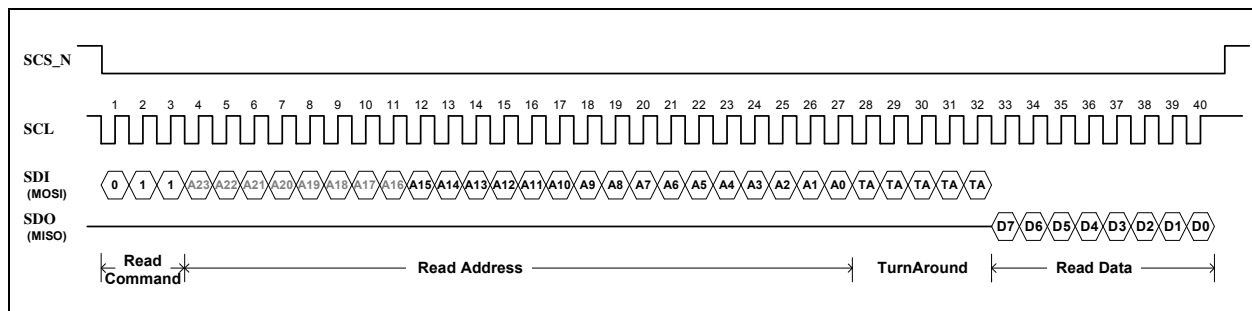 SCS_N
1 2 3 4 5 6 7 8 9 10 11 12 13 14 15 16 17 18 19 20 21 22 23 24 25 26 27 28 29 30 31 32 33 34 35 36 37 38 39 40
SCL
SDI 0 1 1 A23 A22 A21 A20 A19 A18 A17 A16 A15 A14 A13 A12 A11 A10 A9 A8 A7 A6 A5 A4 A3 A2 A1 A0 TA TA TA TA TA
(MOSI)
SDO
(MISO) D7 D6 D5 D4 D3 D2 D1 D0
Read
Command Read Address TurnAround Read Data